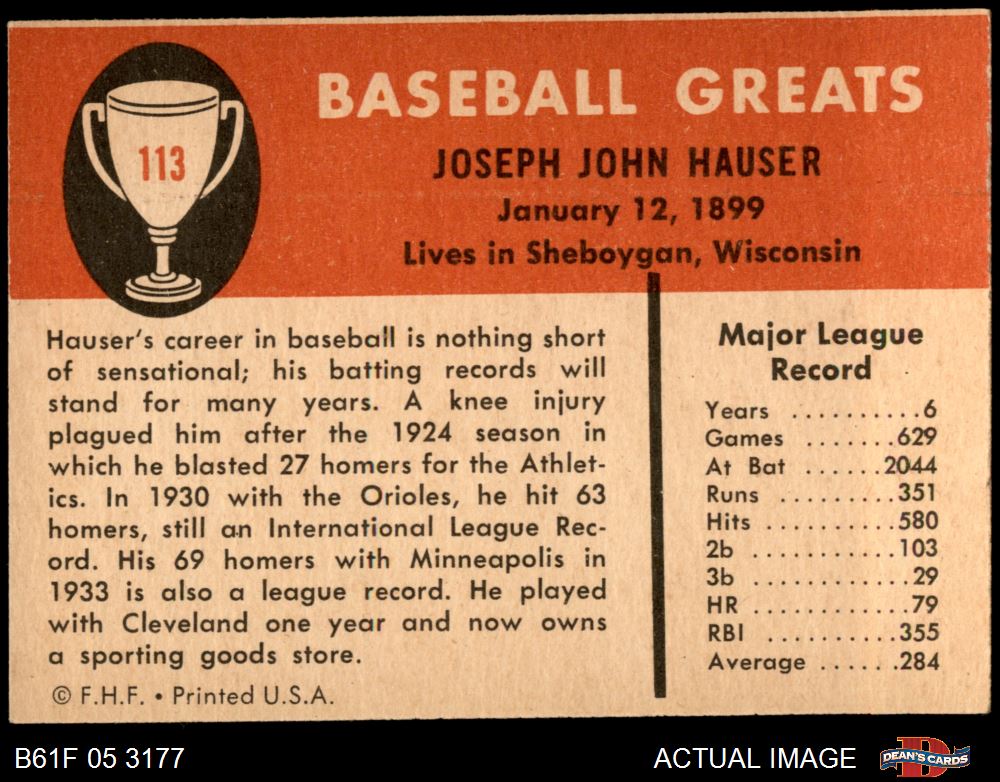 113
BASEBALL GREATS
JOSEPH JOHN HAUSER
January 12, 1899
Lives in Sheboygan, Wisconsin
Hauser's career in baseball is nothing short
of sensational; his batting records will
stand for many years. A knee injury
plagued him after the 1924 season in
which he blasted 27 homers for the Athlet-
ics. In 1930 with the Orioles, he hit 63
homers, still an International League Rec-
ord. His 69 homers with Minneapolis in
1933 is also a league record. He played
with Cleveland one year and now owns
a sporting goods store.
© F.H.F. • Printed U.S.A.
Major League
Record
Years ..........6
Games .......629
At Bat ......2044
Runs .........351
Hits ..........580
2b ...........103
3b ............29
HR ............79
RBI ..........355
Average ......284
B61F 05 3177
ACTUAL IMAGE
D
DEAN'S CARDS